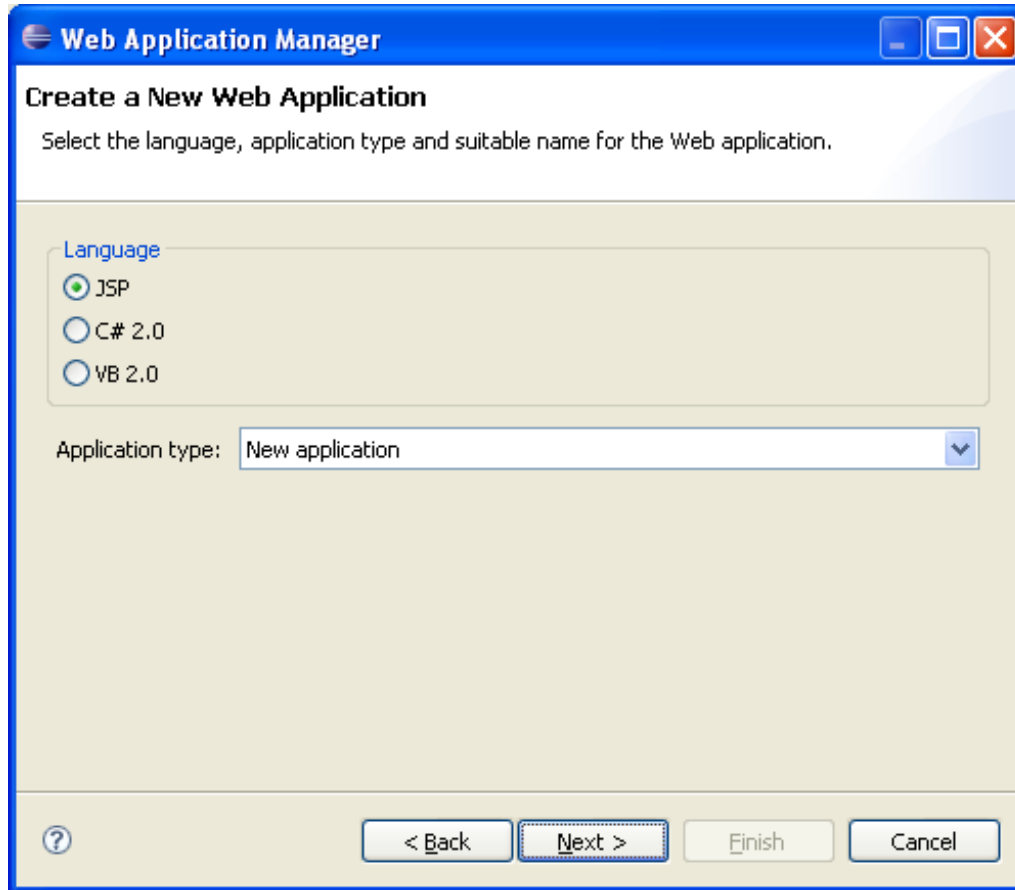 Web Application Manager
Create a New Web Application
Select the language, application type and suitable name for the Web application.
Language
JSP
C# 2.0
VB 2.0
Application type: New application
< Back Next > Finish Cancel